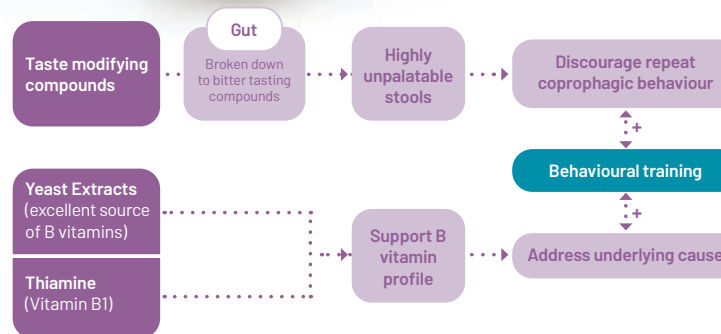 Gut
Taste modifying
compounds
Broken down
to bitter tasting
compounds
Highly
unpalatable
stools
Discourage repeat
coprophagic behaviour
+
Behavioural training
+
Yeast Extracts
(excellent source
of B vitamins)
Thiamine
(Vitamin B1)
Support B
vitamin
profile
Address underlying cause